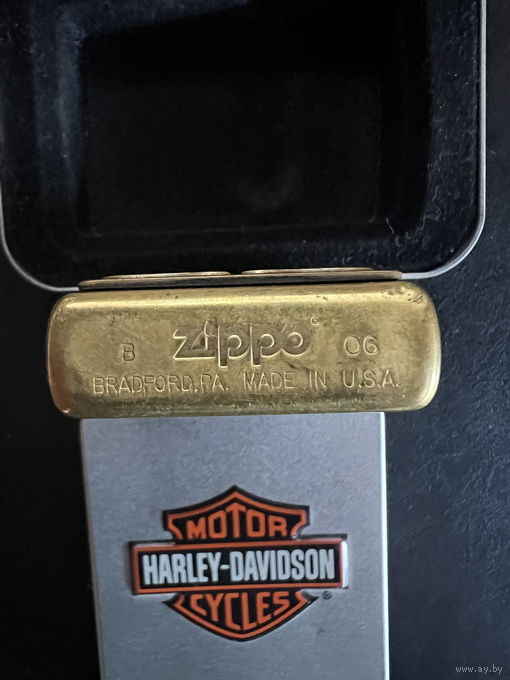 B zippo © 06
BRADFORD, PA. MADE IN U.S.A.
MOTOR
HARLEY-DAVIDSON
CYCLES ®
www.ay.by